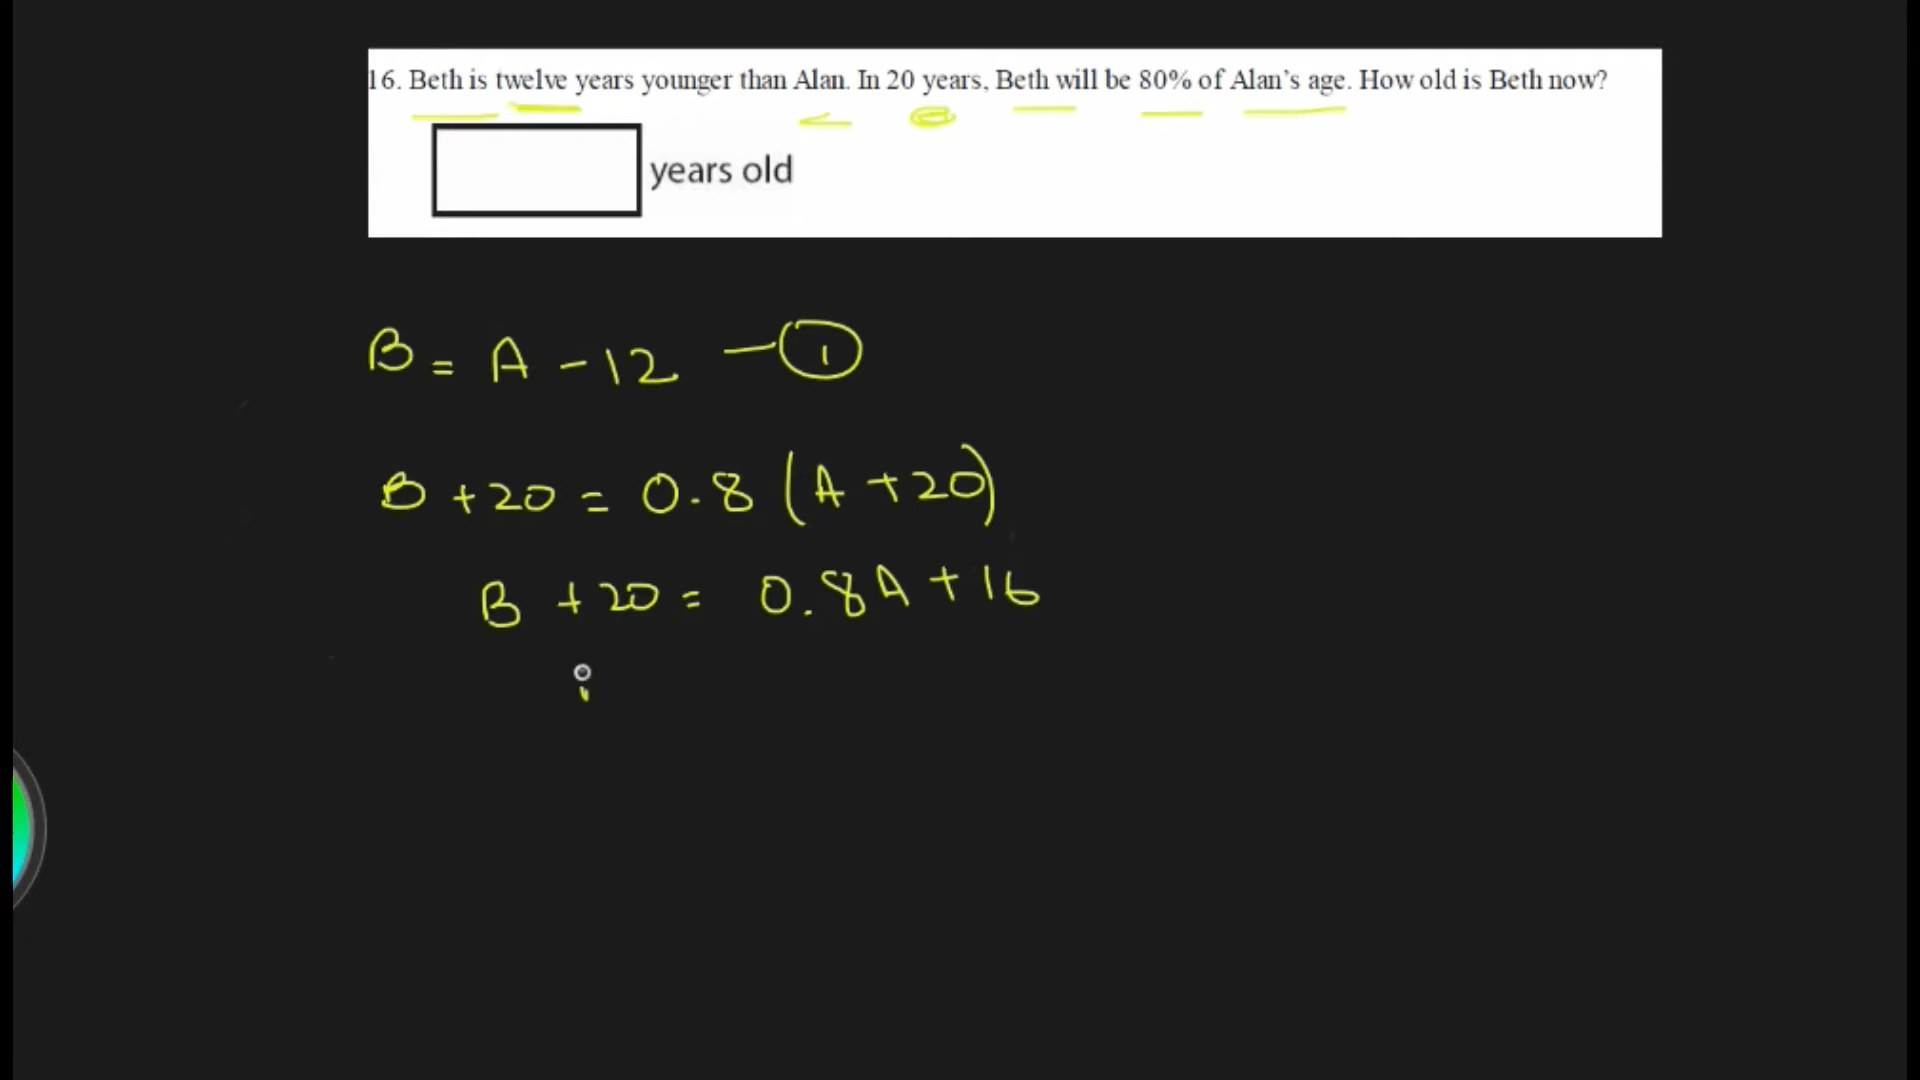 16. Beth is twelve years younger than Alan. In 20 years, Beth will be 80% of Alan's age. How old is Beth now?
years old
B = A - 12 — ①
B + 20 = 0.8 (A + 20)
B + 20 = 0.8A + 16